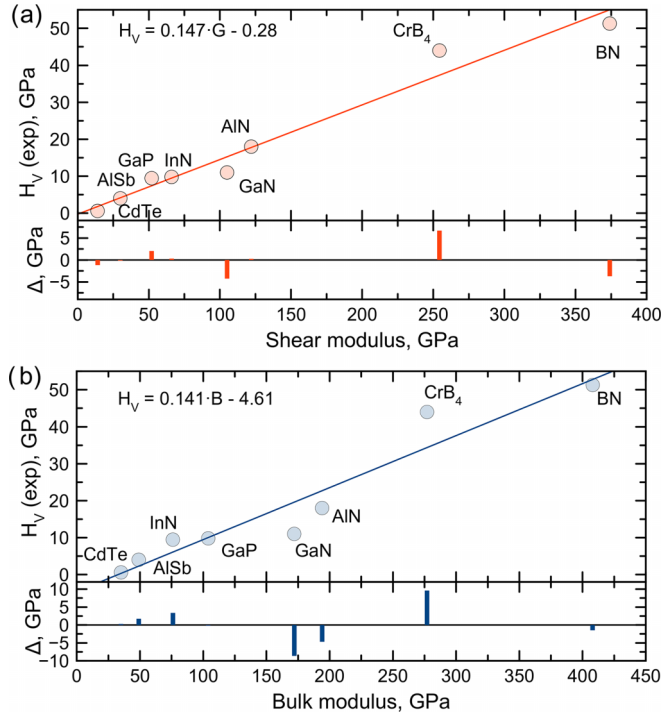 (a)
H_V = 0.147·G - 0.28
CrB₄
BN
AlN
GaP InN
GaN
AlSb
CdTe
H_V (exp), GPa
50
40
30
20
10
0
Δ, GPa
5
0
−5
0 50 100 150 200 250 300 350 400
Shear modulus, GPa
(b)
H_V = 0.141·B - 4.61
CrB₄
BN
AlN
InN
GaP
GaN
CdTe
AlSb
H_V (exp), GPa
50
40
30
20
10
0
Δ, GPa
10
5
0
−5
−10
0 50 100 150 200 250 300 350 400 450
Bulk modulus, GPa